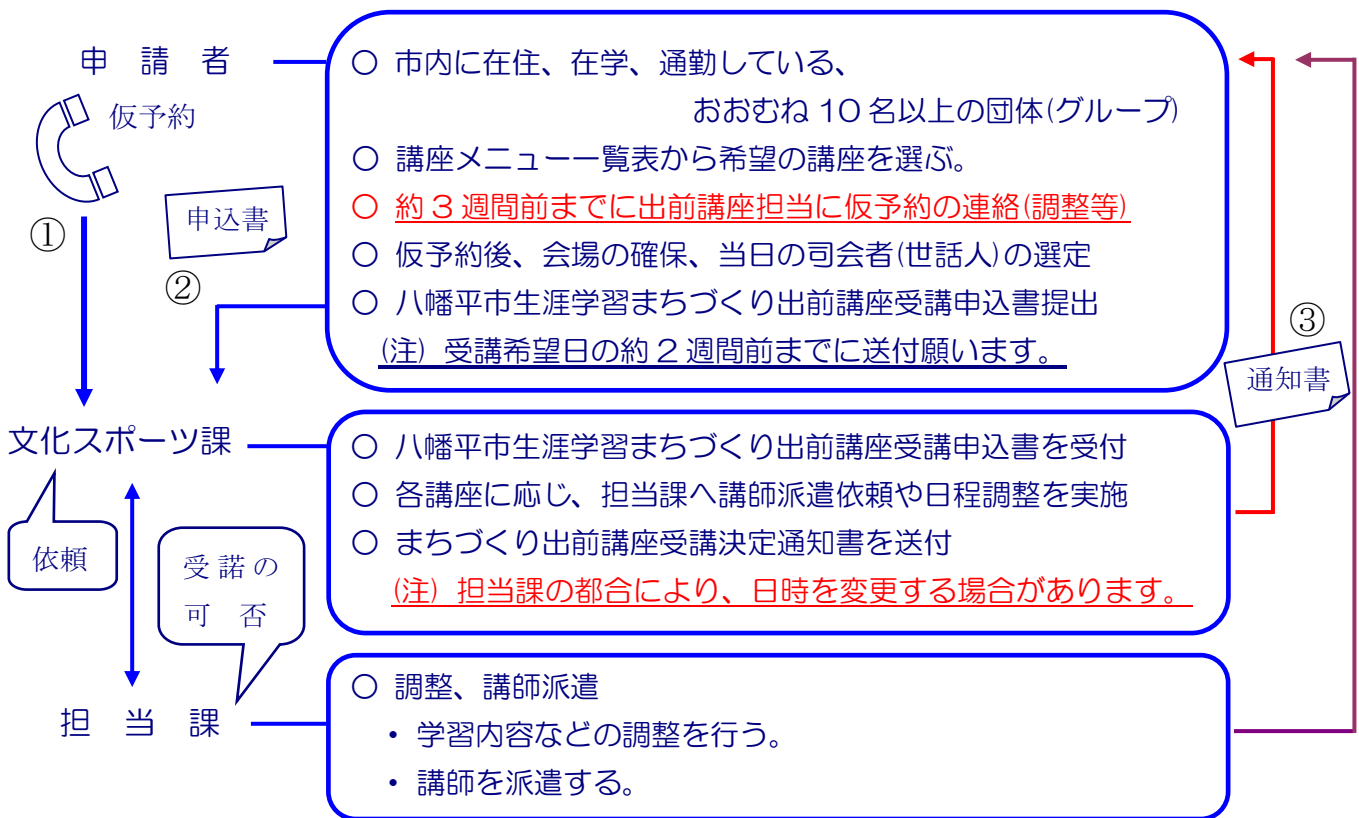 申請者
仮予約
①
申込書
②
〇 市内に在住、在学、通勤している、
おおむね 10 名以上の団体(グループ)
〇 講座メニュー一覧表から希望の講座を選ぶ。
〇 約 3 週間前までに出前講座担当に仮予約の連絡(調整等)
〇 仮予約後、会場の確保、当日の司会者(世話人)の選定
〇 八幡平市生涯学習まちづくり出前講座受講申込書提出
(注) 受講希望日の約 2 週間前までに送付願います。
③
通知書
文化スポーツ課
依頼
受諾の
可否
〇 八幡平市生涯学習まちづくり出前講座受講申込書を受付
〇 各講座に応じ、担当課へ講師派遣依頼や日程調整を実施
〇 まちづくり出前講座受講決定通知書を送付
(注) 担当課の都合により、日時を変更する場合があります。
担当課
〇 調整、講師派遣
・ 学習内容などの調整を行う。
・ 講師を派遣する。